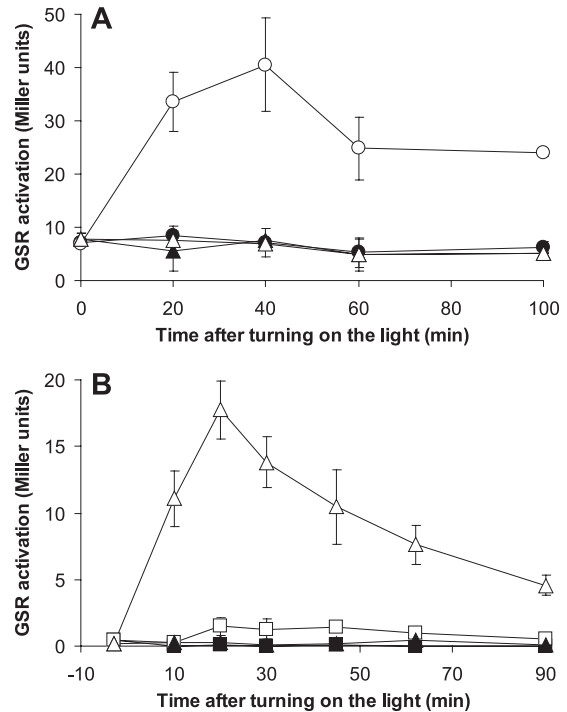 A
GSR activation (Miller units)
50
40
30
20
10
0
0 20 40 60 80 100
Time after turning on the light (min)
B
GSR activation (Miller units)
20
15
10
5
0
-10 10 30 50 70 90
Time after turning on the light (min)